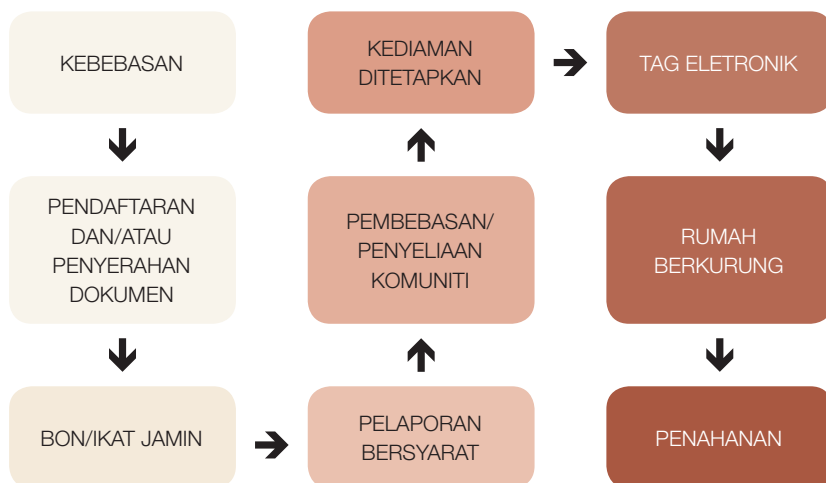 KEBEBASAN
PENDAFTARAN
DAN/ATAU
PENYERAHAN
DOKUMEN
BON/IKAT JAMIN
PELAPORAN
BERSYARAT
PEMBEBASAN/
PENYELIAAN
KOMUNITI
KEDIAMAN
DITETAPKAN
TAG ELETRONIK
RUMAH
BERKURUNG
PENAHANAN